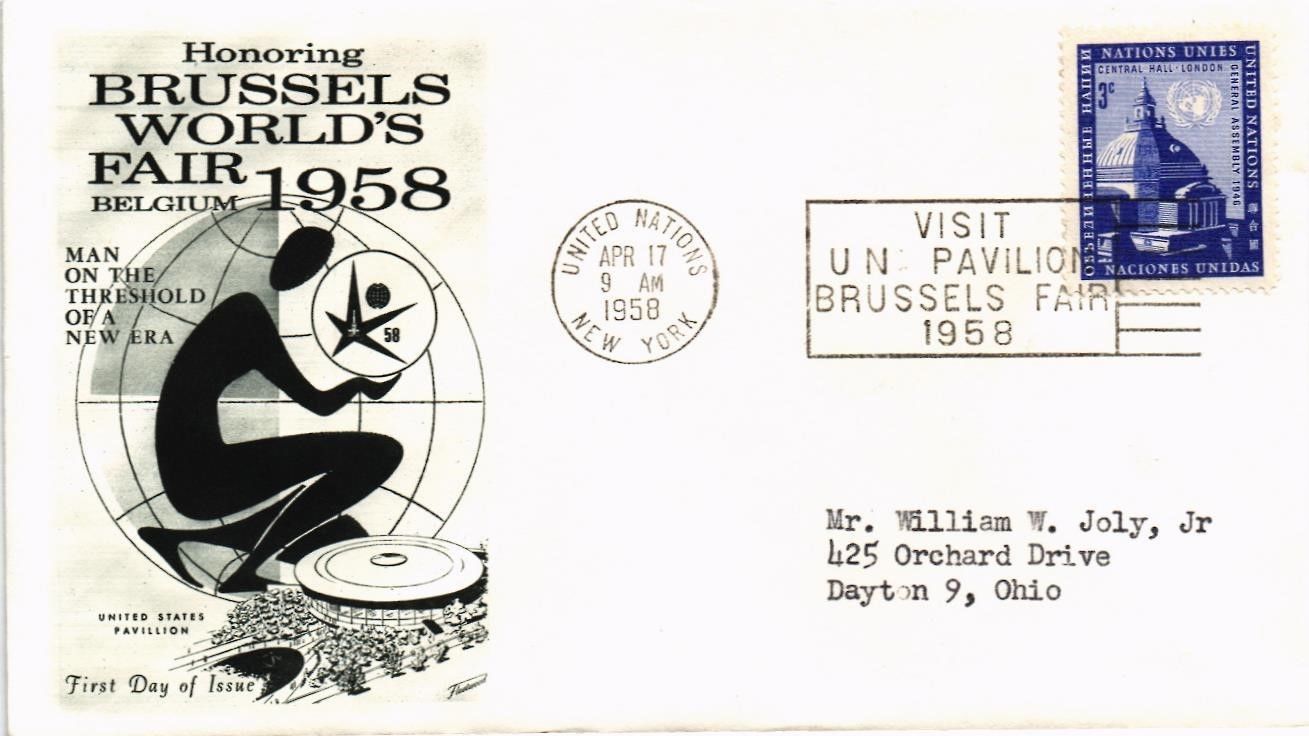 Honoring
BRUSSELS
WORLD'S
FAIR 1958
BELGIUM
MAN
ON THE
THRESHOLD
OF A
NEW ERA
58
UNITED STATES
PAVILLION
First Day of Issue
Fleetwood
UNITED NATIONS
APR 17
9 AM
1958
NEW YORK
VISIT
UN PAVILION
BRUSSELS FAIR
1958
NATIONS UNIES
CENTRAL HALL · LONDON
3c
GENERAL ASSEMBLY 1946
UNITED NATIONS
ОБЪЕДИНЕННЫЕ НАЦИИ
NACIONES UNIDAS
Mr. William W. Joly, Jr
425 Orchard Drive
Dayton 9, Ohio